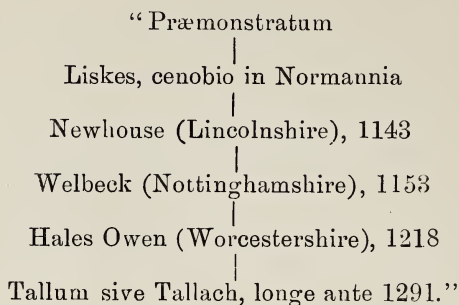 “Præmonstratum
Liskes, cenobio in Normannia
Newhouse (Lincolnshire), 1143
Welbeck (Nottinghamshire), 1153
Hales Owen (Worcestershire), 1218
Tallum sive Tallach, longe ante 1291.”